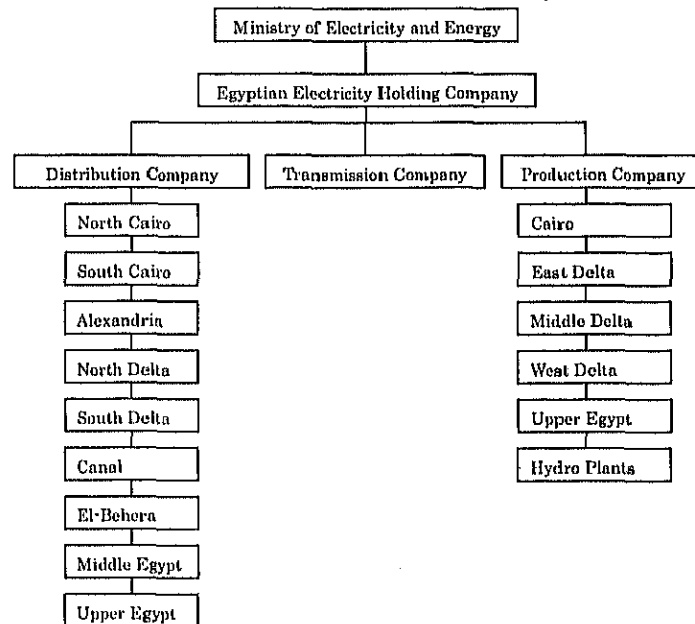 Ministry of Electricity and Energy
Egyptian Electricity Holding Company
Distribution Company
Transmission Company
Production Company
North Cairo
South Cairo
Alexandria
North Delta
South Delta
Canal
El-Behera
Middle Egypt
Upper Egypt
Cairo
East Delta
Middle Delta
West Delta
Upper Egypt
Hydro Plants